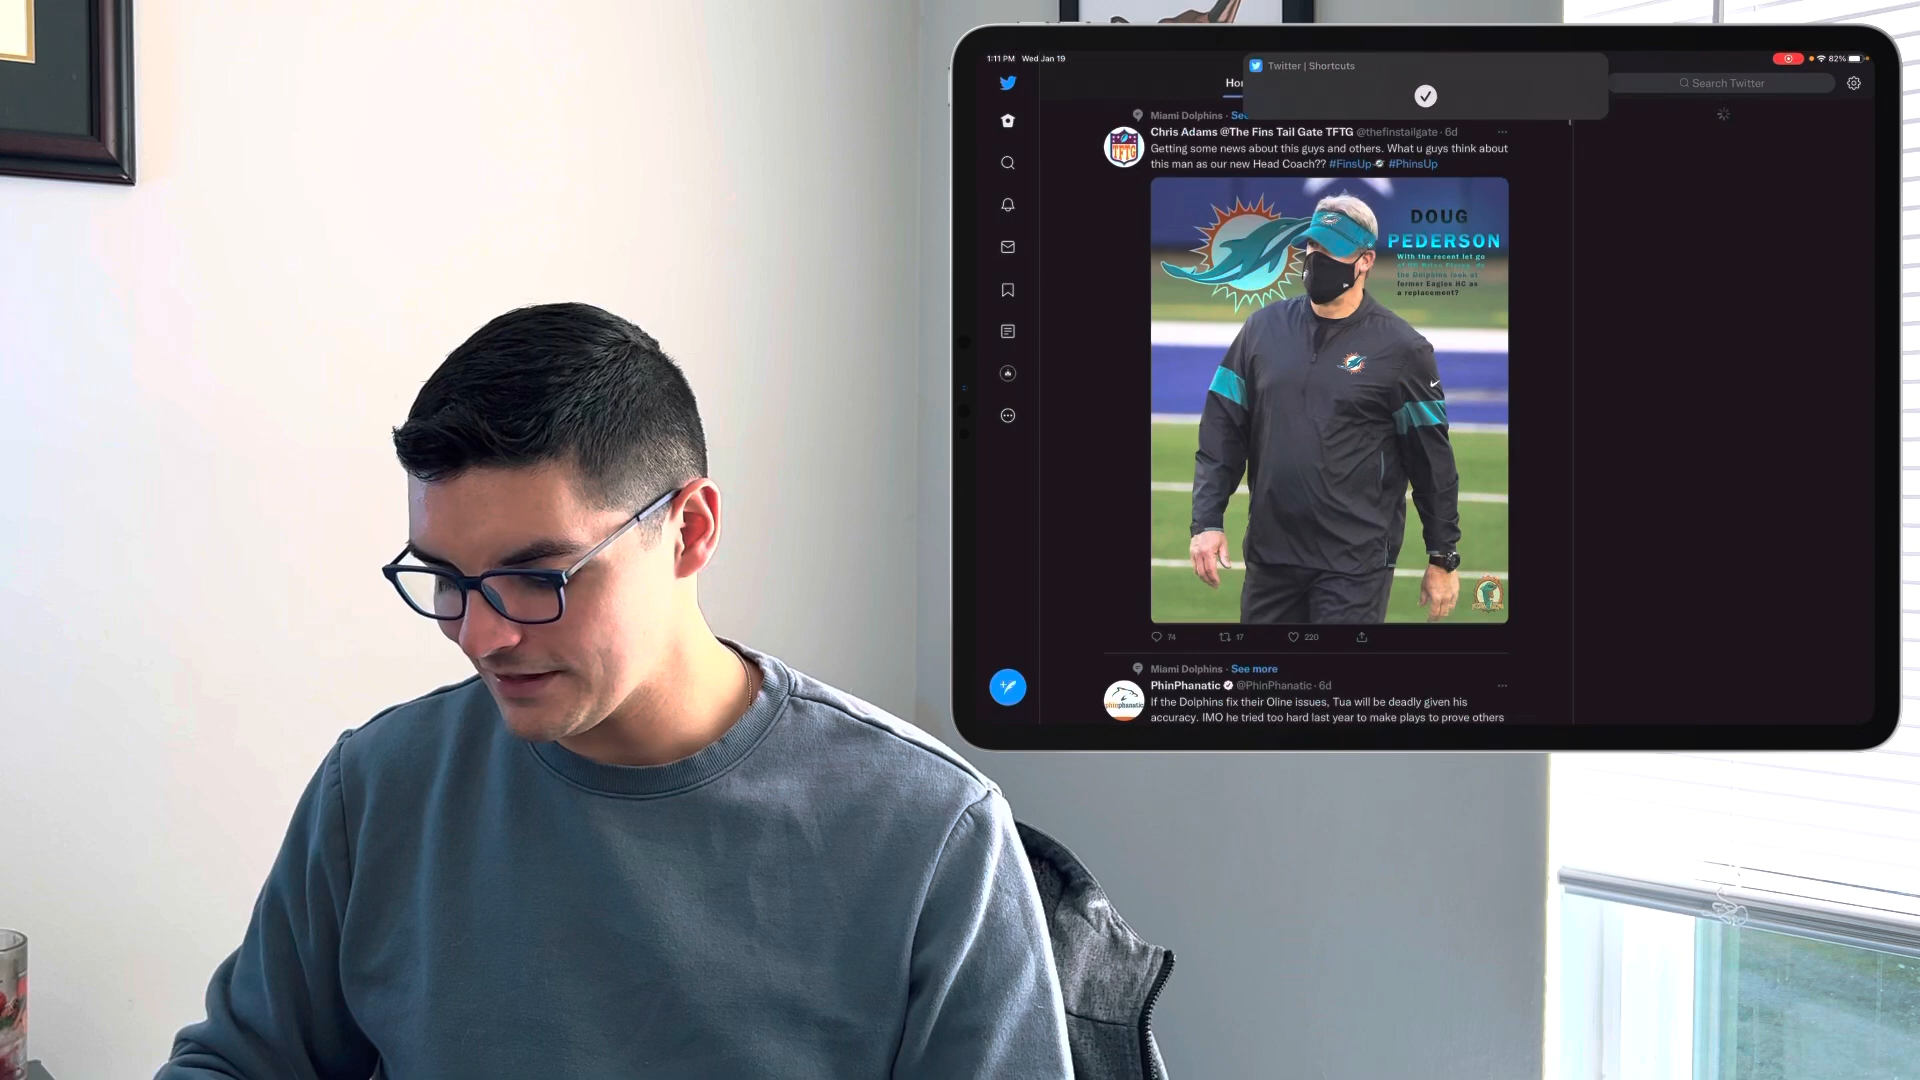 1:11 PM Wed Jan 19
82%
Twitter | Shortcuts
Search Twitter
Miami Dolphins ·
Chris Adams @The Fins Tail Gate TFTG @thefinstailgate · 6d
Getting some news about this guys and others. What u guys think about
this man as our new Head Coach?? #FinsUp #PhinsUp
TFTG
DOUG
PEDERSON
With the recent let go
the Dolphins look at
former Eagles HC as
a replacement?
74 17 220
Miami Dolphins · See more
PhinPhanatic @PhinPhanatic · 6d
If the Dolphins fix their Oline issues, Tua will be deadly given his
accuracy. IMO he tried too hard last year to make plays to prove others
phinphanatic